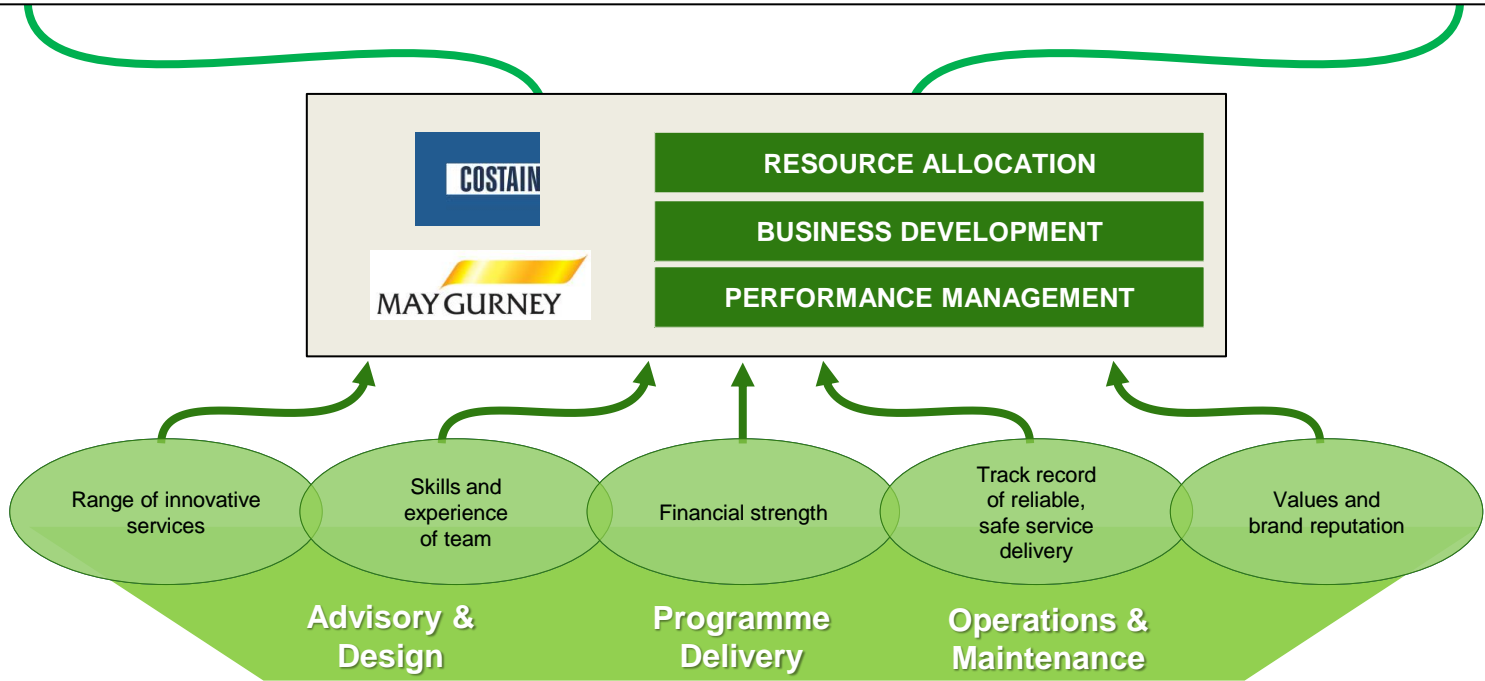 COSTAIN
MAY GURNEY
RESOURCE ALLOCATION
BUSINESS DEVELOPMENT
PERFORMANCE MANAGEMENT
Range of innovative
services
Skills and
experience
of team
Financial strength
Track record
of reliable,
safe service
delivery
Values and
brand reputation
Advisory &
Design
Programme
Delivery
Operations &
Maintenance